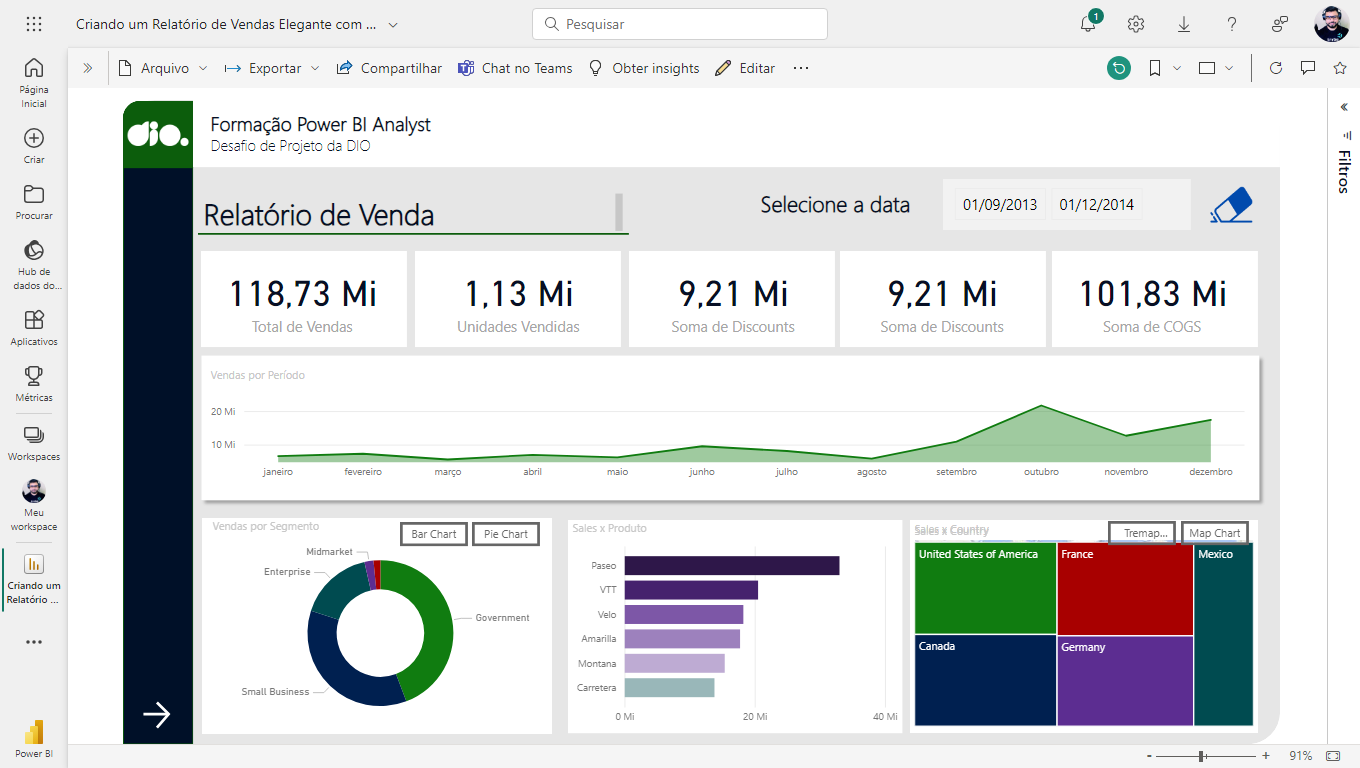 Criando um Relatório de Vendas Elegante com ...
Pesquisar
1
Página
Inicial
Criar
Procurar
Hub de
dados do...
Aplicativos
Métricas
Workspaces
Meu
workspace
Criando um
Relatório ...
Power BI
Arquivo
Exportar
Compartilhar
Chat no Teams
Obter insights
Editar
Filtros
dio.
Formação Power BI Analyst
Desafio de Projeto da DIO
Relatório de Venda
Selecione a data
01/09/2013
01/12/2014
118,73 Mi
Total de Vendas
1,13 Mi
Unidades Vendidas
9,21 Mi
Soma de Discounts
9,21 Mi
Soma de Discounts
101,83 Mi
Soma de COGS
Vendas por Período
20 Mi
10 Mi
janeiro fevereiro março abril maio junho julho agosto setembro outubro novembro dezembro
Vendas por Segmento
Bar Chart
Pie Chart
Midmarket
Enterprise
Government
Small Business
Sales x Produto
Paseo
VTT
Velo
Amarilla
Montana
Carretera
0 Mi 20 Mi 40 Mi
Sales x Country
Tremap...
Map Chart
United States of America
France
Mexico
Canada
Germany
91%